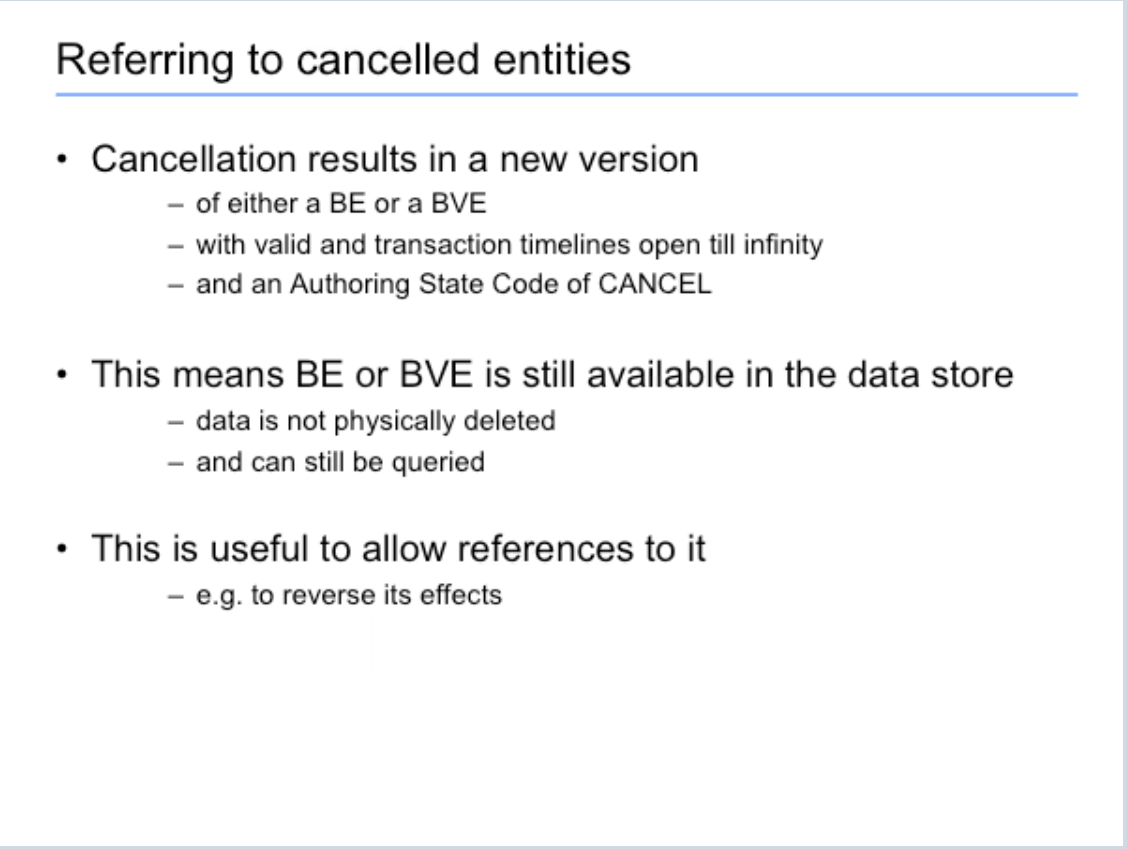 Referring to cancelled entities
• Cancellation results in a new version
– of either a BE or a BVE
– with valid and transaction timelines open till infinity
– and an Authoring State Code of CANCEL
• This means BE or BVE is still available in the data store
– data is not physically deleted
– and can still be queried
• This is useful to allow references to it
– e.g. to reverse its effects